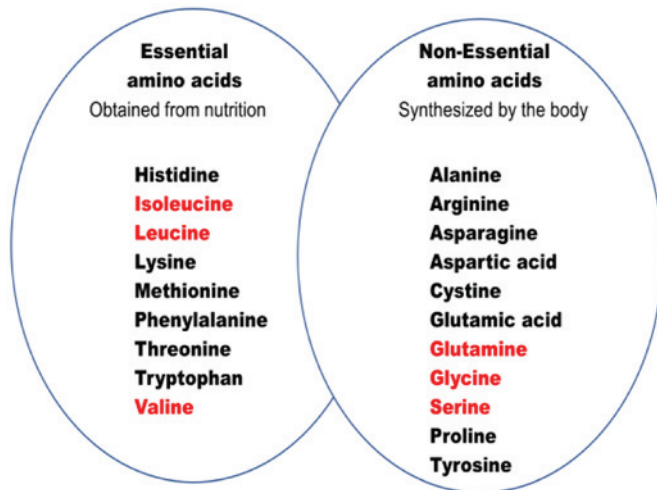 Essential
amino acids
Obtained from nutrition
Histidine
Isoleucine
Leucine
Lysine
Methionine
Phenylalanine
Threonine
Tryptophan
Valine
Non-Essential
amino acids
Synthesized by the body
Alanine
Arginine
Asparagine
Aspartic acid
Cystine
Glutamic acid
Glutamine
Glycine
Serine
Proline
Tyrosine